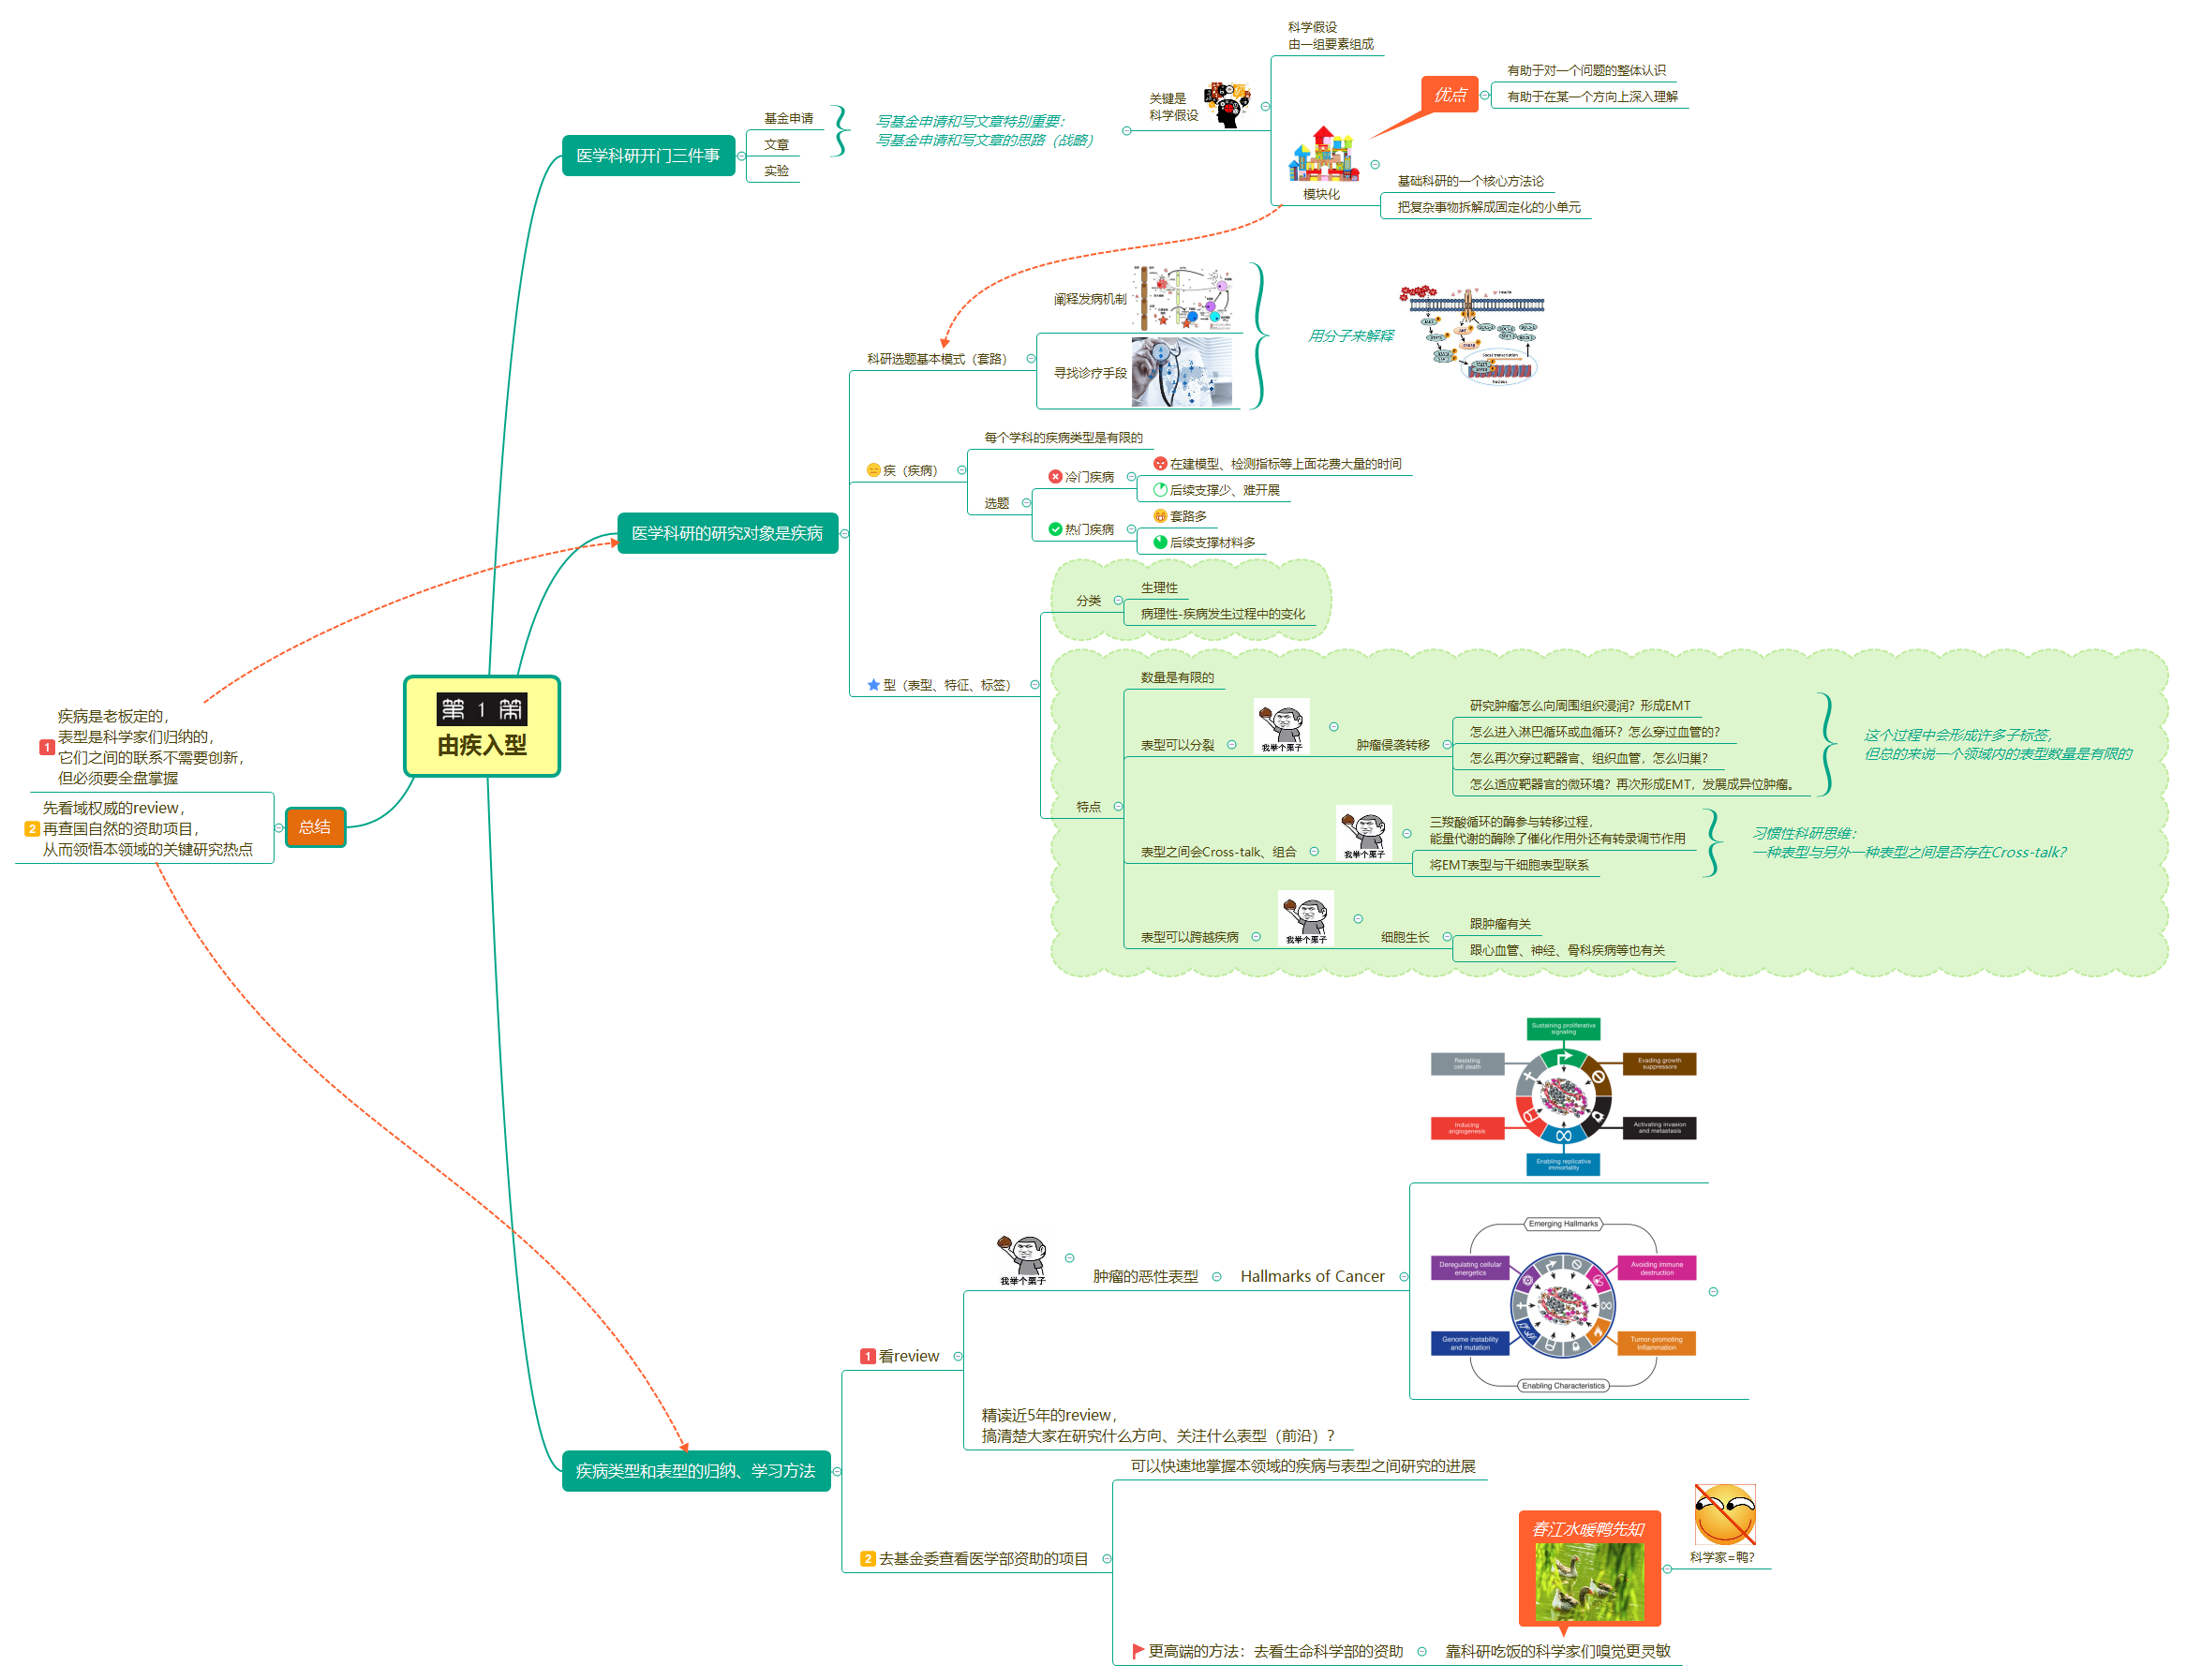 第 1 策
由疾入型
医学科研开门三件事
基金申请
文章
实验
写基金申请和写文章特别重要：
写基金申请和写文章的思路（战略）
关键是
科学假设
科学假设
由一组要素组成
模块化
优点
有助于对一个问题的整体认识
有助于在某一个方向上深入理解
基础科研的一个核心方法论
把复杂事物拆解成固定化的小单元
医学科研的研究对象是疾病
科研选题基本模式（套路）
阐释发病机制
寻找诊疗手段
用分子来解释
疾（疾病）
每个学科的疾病类型是有限的
选题
冷门疾病
在建模型、检测指标等上面花费大量的时间
后续支撑少、难开展
热门疾病
套路多
后续支撑材料多
型（表型、特征、标签）
分类
生理性
病理性-疾病发生过程中的变化
特点
数量是有限的
表型可以分裂
我举个栗子
肿瘤侵袭转移
研究肿瘤怎么向周围组织浸润？形成EMT
怎么进入淋巴循环或血循环？怎么穿过血管的？
怎么再次穿过靶器官、组织血管，怎么归巢？
怎么适应靶器官的微环境？再次形成EMT，发展成异位肿瘤。
这个过程中会形成许多子标签，
但总的来说一个领域内的表型数量是有限的
表型之间会Cross-talk、组合
我举个栗子
三羧酸循环的酶参与转移过程，
能量代谢的酶除了催化作用外还有转录调节作用
将EMT表型与干细胞表型联系
习惯性科研思维：
一种表型与另外一种表型之间是否存在Cross-talk？
表型可以跨越疾病
我举个栗子
细胞生长
跟肿瘤有关
跟心血管、神经、骨科疾病等也有关
疾病类型和表型的归纳、学习方法
1 看review
我举个栗子
肿瘤的恶性表型
Hallmarks of Cancer
Sustaining proliferative
signaling
Resisting
cell death
Evading growth
suppressors
Inducing
angiogenesis
Activating invasion
and metastasis
Enabling replicative
immortality
Emerging Hallmarks
Deregulating cellular
energetics
Avoiding immune
destruction
Genome instability
and mutation
Tumor-promoting
Inflammation
Enabling Characteristics
精读近5年的review，
搞清楚大家在研究什么方向、关注什么表型（前沿）？
2 去基金委查看医学部资助的项目
可以快速地掌握本领域的疾病与表型之间研究的进展
更高端的方法：去看生命科学部的资助
靠科研吃饭的科学家们嗅觉更灵敏
春江水暖鸭先知
科学家=鸭？
总结
1
疾病是老板定的，
表型是科学家们归纳的，
它们之间的联系不需要创新，
但必须要全盘掌握
2
先看域权威的review，
再查国自然的资助项目，
从而领悟本领域的关键研究热点